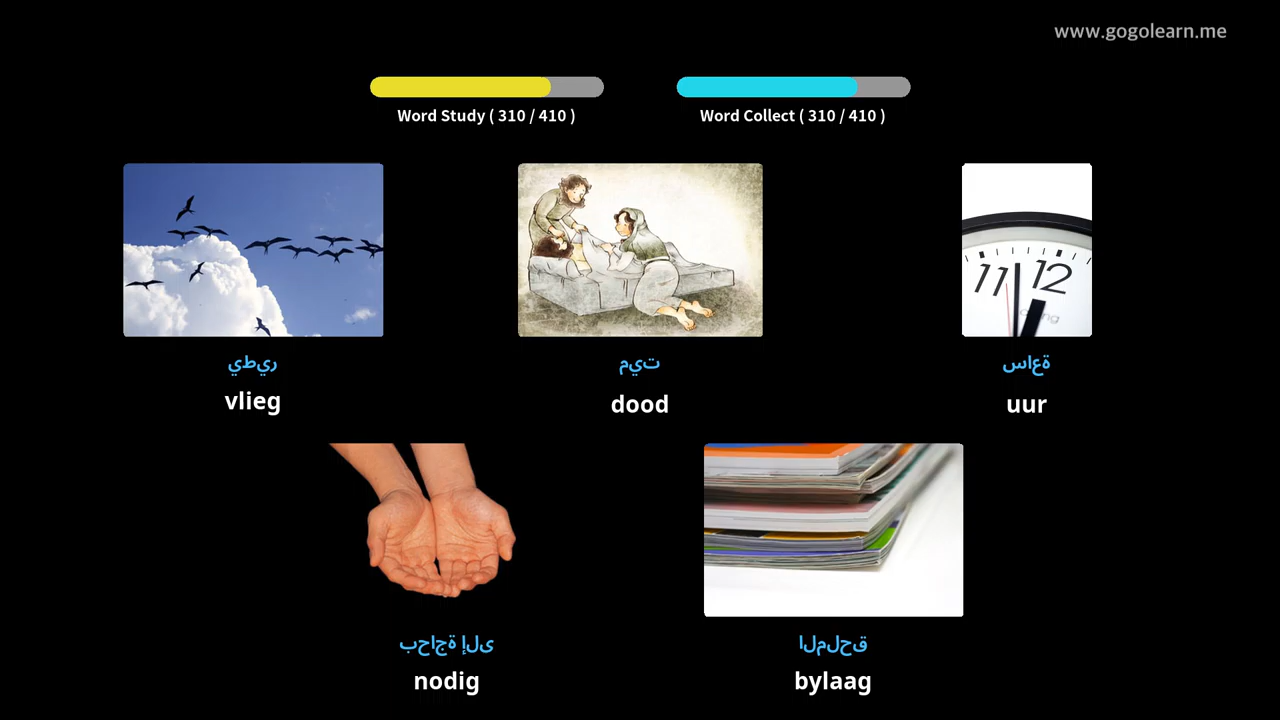 www.gogolearn.me
Word Study ( 310 / 410 )
Word Collect ( 310 / 410 )
يطير
vlieg
ميت
dood
ساعة
uur
بحاجة إلى
nodig
الملحق
bylaag